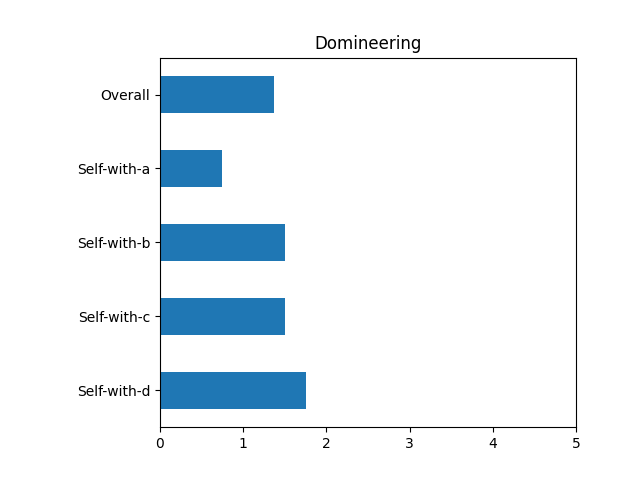 Domineering
Overall
Self-with-a
Self-with-b
Self-with-c
Self-with-d
0 1 2 3 4 5